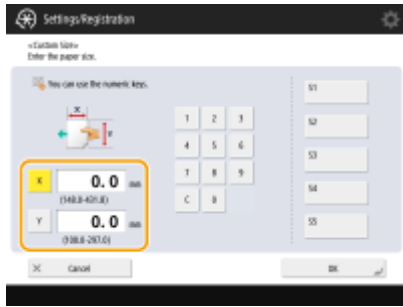 Settings/Registration
<Custom Size>
Enter the paper size.
You can use the numeric keys.
X
Y
X 0.0 mm
(148.0-431.8)
Y 0.0 mm
(100.0-297.0)
1 2 3
4 5 6
7 8 9
C 0
S1
S2
S3
S4
S5
Cancel
OK